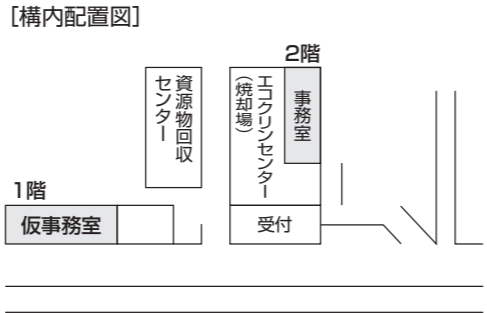 ［構内配置図］
2階
資源物回収
センター
エコクリンセンター
（焼却場）
事務室
1階
仮事務室
受付